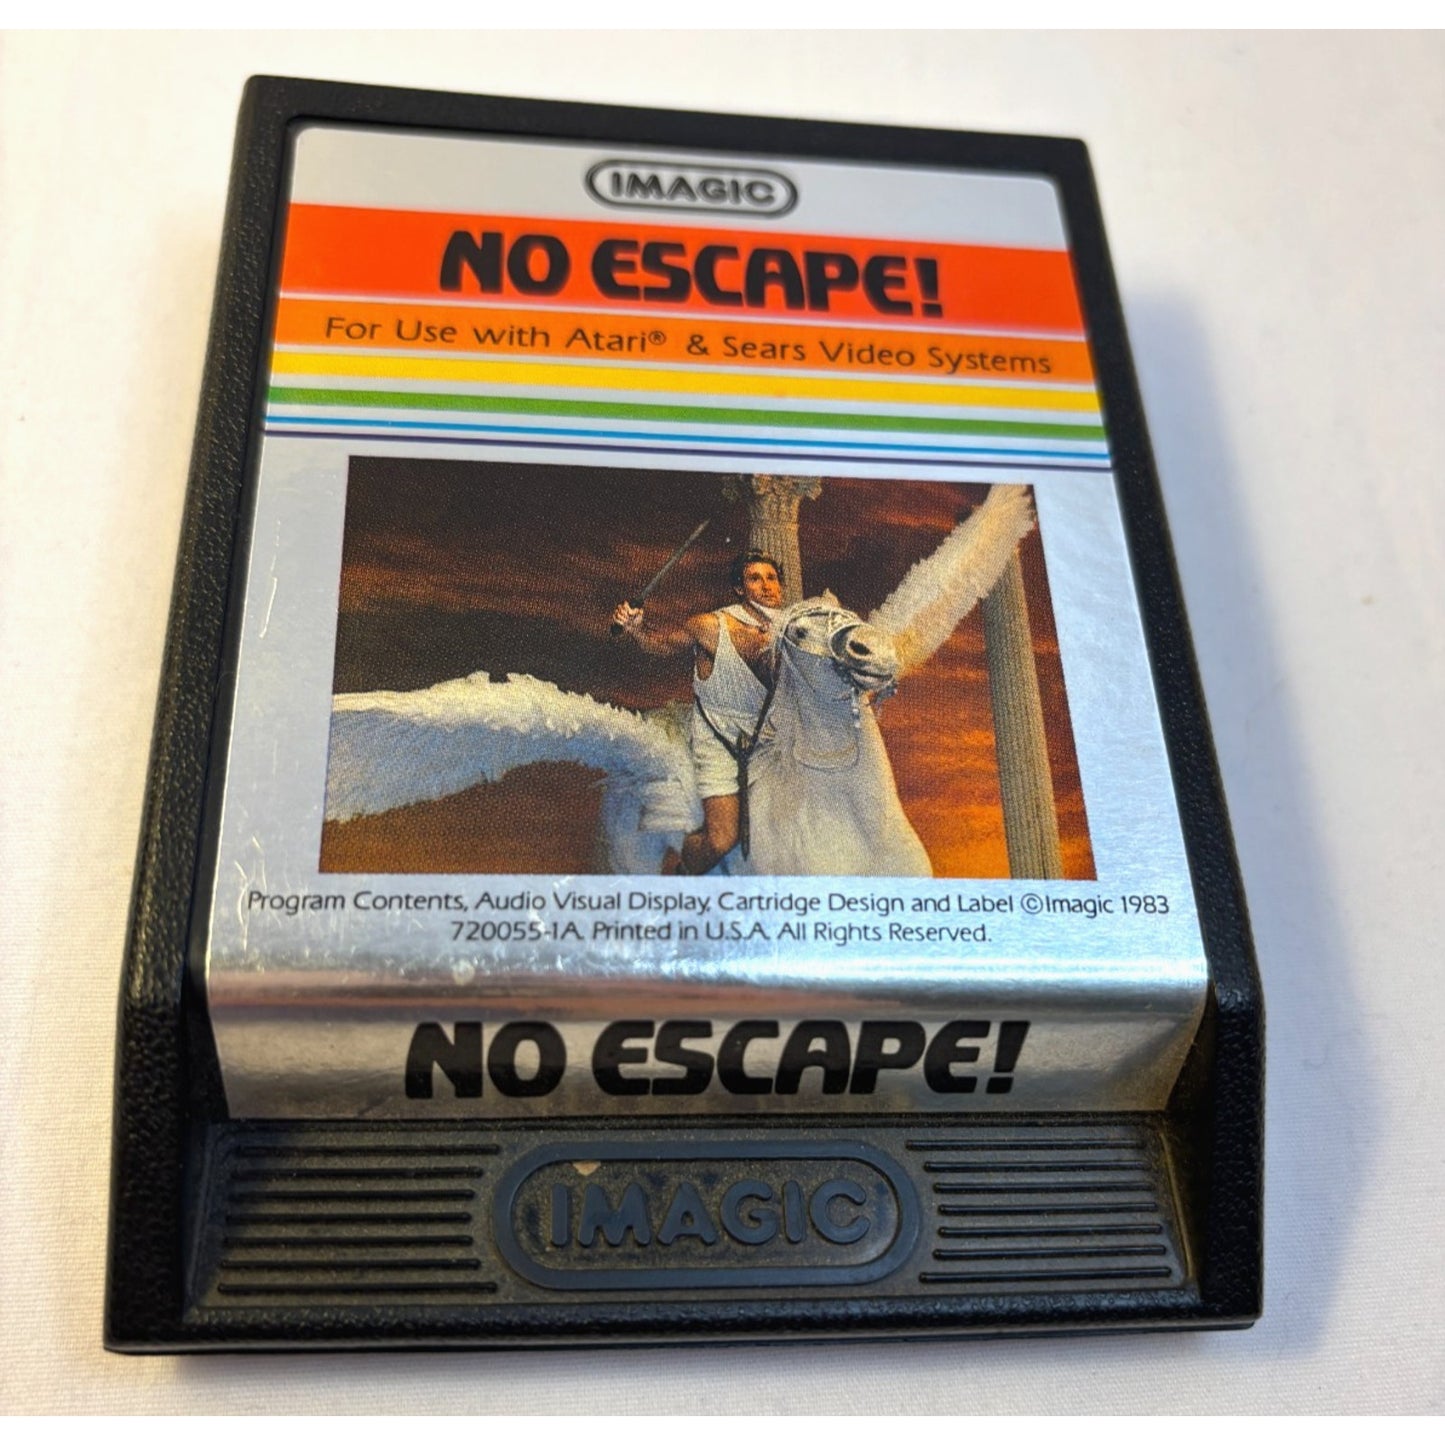 IMAGIC
NO ESCAPE!
For Use with Atari® & Sears Video Systems
Program Contents, Audio Visual Display, Cartridge Design and Label ©Imagic 1983
720055-1A. Printed in U.S.A. All Rights Reserved.
NO ESCAPE!
IMAGIC